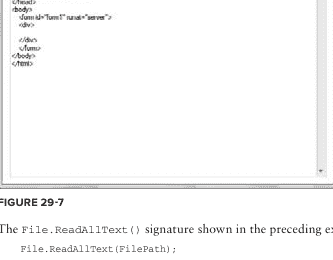 </head>
<body>
<form id="form1" runat="server">
<div>
</div>
</form>
</body>
</html>
FIGURE 29-7
The File.ReadAllText() signature shown in the preceding ex
File.ReadAllText(FilePath);